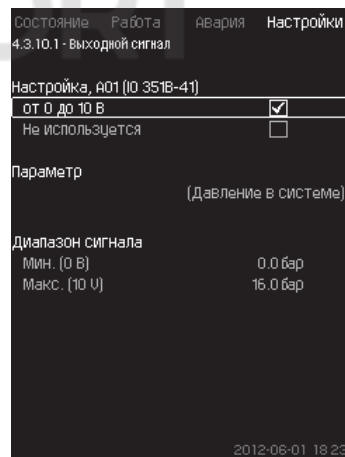 Состояние Работа Авария Настройки
4.3.10.1 - Выходной сигнал
Настройка, AO1 (IO 351B-41)
от 0 до 10 В
Не используется
Параметр
(Давление в системе)
Диапазон сигнала
Мин. (0 В) 0.0 бар
Макс. (10 V) 16.0 бар
2012-06-01 18:23